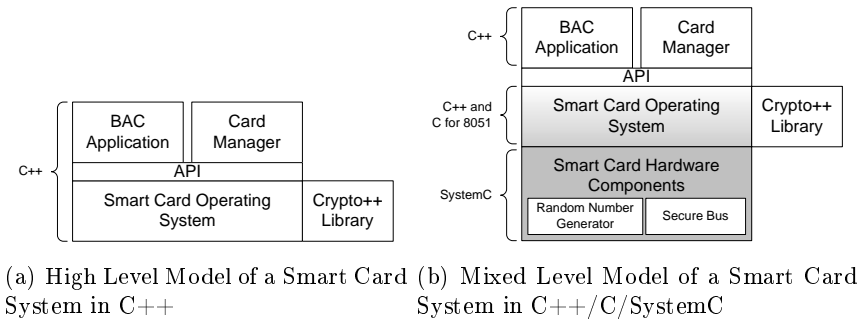 C++
BAC
Application
Card
Manager
API
Smart Card Operating
System
Crypto++
Library
C++
BAC
Application
Card
Manager
API
C++ and
C for 8051
Smart Card Operating
System
Crypto++
Library
SystemC
Smart Card Hardware
Components
Random Number
Generator
Secure Bus
(a) High Level Model of a Smart Card
System in C++
(b) Mixed Level Model of a Smart Card
System in C++/C/SystemC